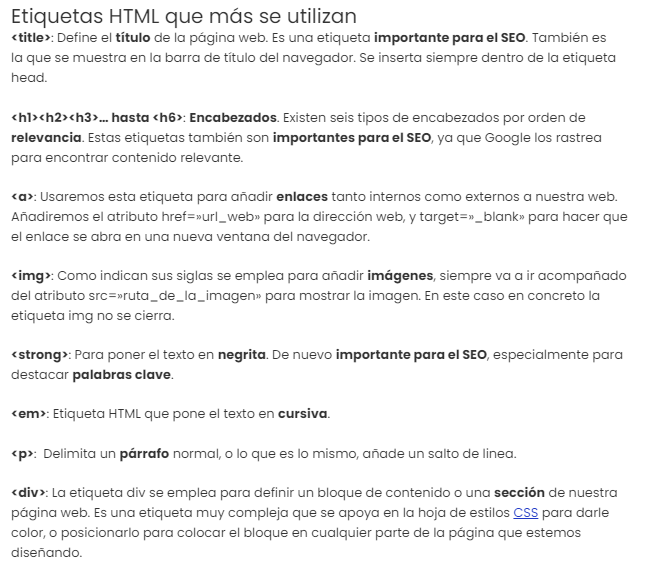 Etiquetas HTML que más se utilizan
<title>: Define el título de la página web. Es una etiqueta importante para el SEO. También es
la que se muestra en la barra de título del navegador. Se inserta siempre dentro de la etiqueta
head.
<h1><h2><h3>... hasta <h6>: Encabezados. Existen seis tipos de encabezados por orden de
relevancia. Estas etiquetas también son importantes para el SEO, ya que Google los rastrea
para encontrar contenido relevante.
<a>: Usaremos esta etiqueta para añadir enlaces tanto internos como externos a nuestra web.
Añadiremos el atributo href=»url_web» para la dirección web, y target=»_blank» para hacer que
el enlace se abra en una nueva ventana del navegador.
<img>: Como indican sus siglas se emplea para añadir imágenes, siempre va a ir acompañado
del atributo src=»ruta_de_la_imagen» para mostrar la imagen. En este caso en concreto la
etiqueta img no se cierra.
<strong>: Para poner el texto en negrita. De nuevo importante para el SEO, especialmente para
destacar palabras clave.
<em>: Etiqueta HTML que pone el texto en cursiva.
<p>: Delimita un párrafo normal, o lo que es lo mismo, añade un salto de linea.
<div>: La etiqueta div se emplea para definir un bloque de contenido o una sección de nuestra
página web. Es una etiqueta muy compleja que se apoya en la hoja de estilos CSS para darle
color, o posicionarlo para colocar el bloque en cualquier parte de la página que estemos
diseñando.